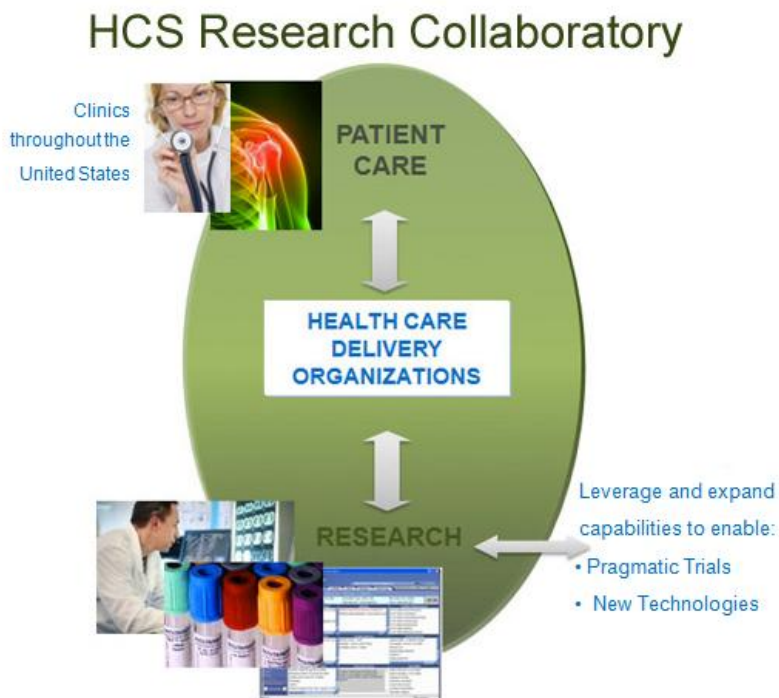 HCS Research Collaboratory
Clinics
throughout the
United States
PATIENT
CARE
HEALTH CARE
DELIVERY
ORGANIZATIONS
RESEARCH
Leverage and expand
capabilities to enable:
• Pragmatic Trials
• New Technologies